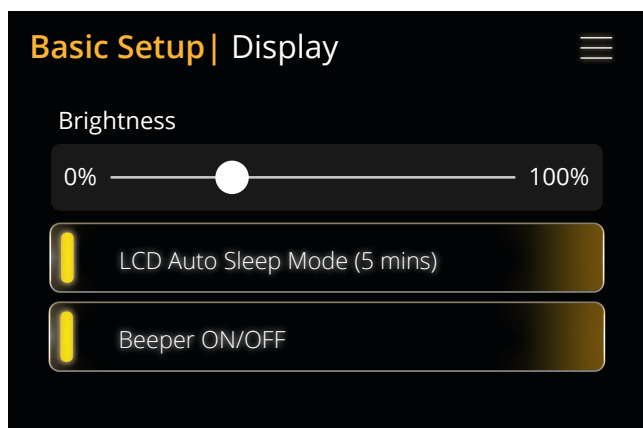 Basic Setup| Display
Brightness
0% 100%
LCD Auto Sleep Mode (5 mins)
Beeper ON/OFF